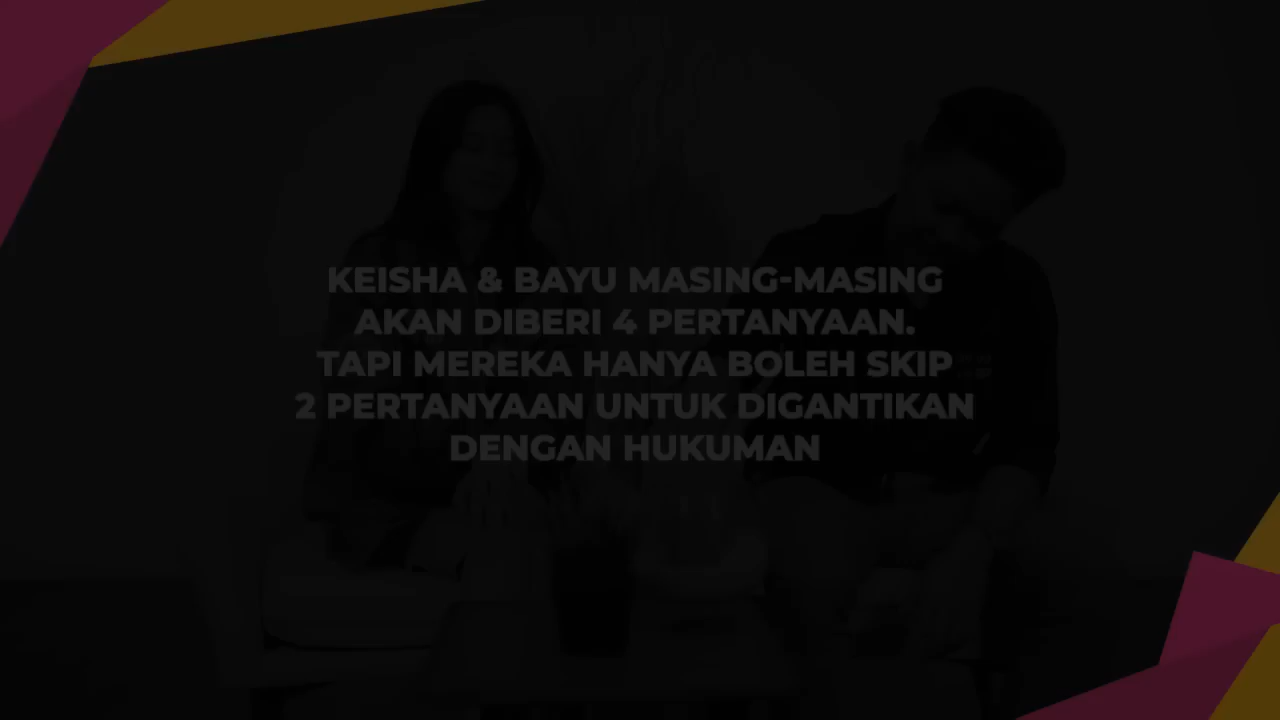 KEISHA & BAYU MASING-MASING
AKAN DIBERI 4 PERTANYAAN.
TAPI MEREKA HANYA BOLEH SKIP
2 PERTANYAAN UNTUK DIGANTIKAN
DENGAN HUKUMAN